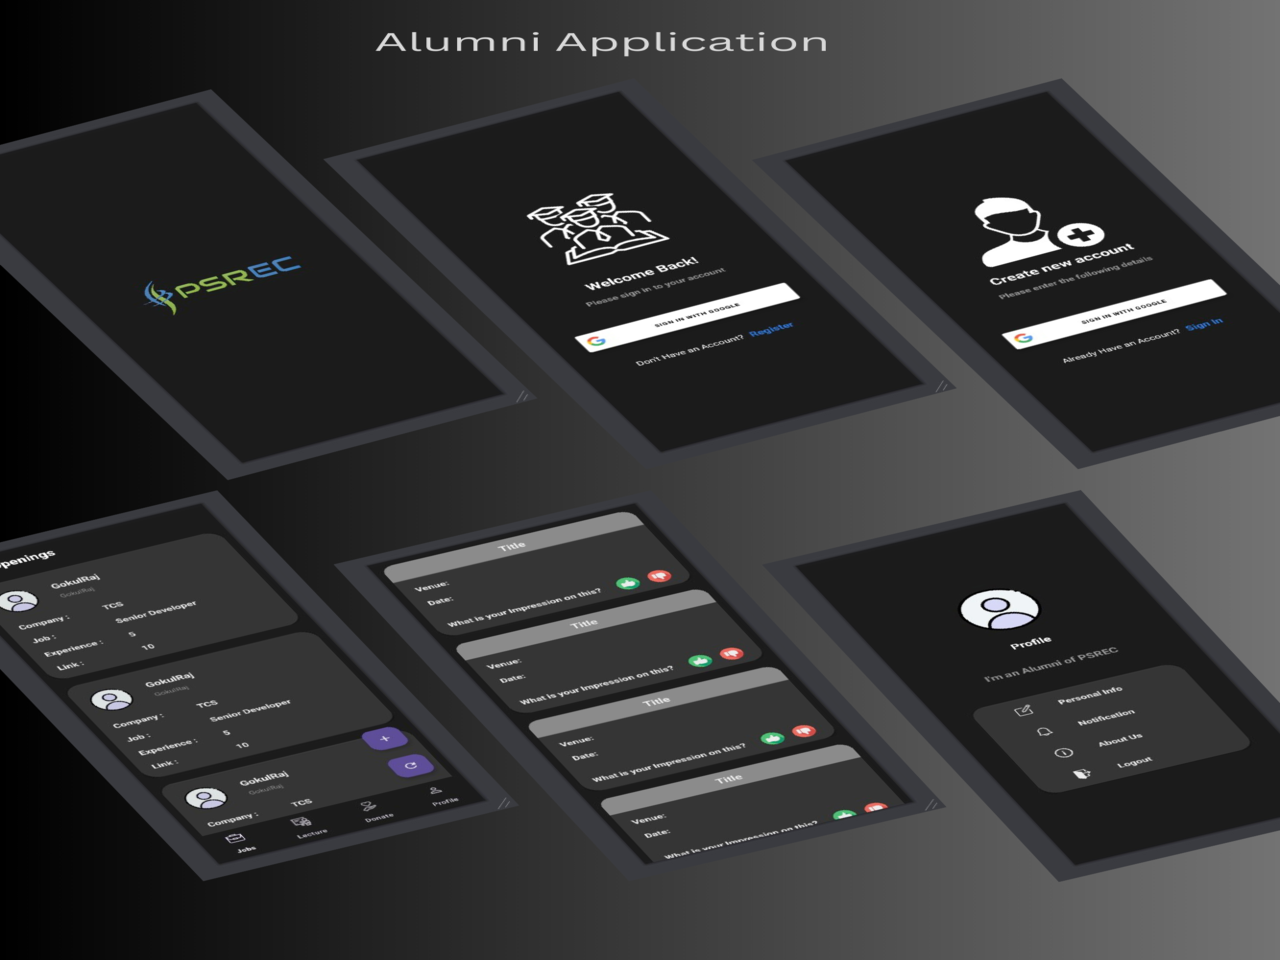 Alumni Application
PSREC
Welcome Back!
Please sign in to your account
SIGN IN WITH GOOGLE
Don't Have an Account? Register
Create new account
Please enter the following details
SIGN IN WITH GOOGLE
Already Have an Account? Sign In
penings
GokulRaj
GokulRaj
Company : TCS
Job : Senior Developer
Experience : 5
Link : 10
GokulRaj
GokulRaj
Company : TCS
Job : Senior Developer
Experience : 5
Link : 10
GokulRaj
GokulRaj
Company : TCS
Jobs
Lecture
Donate
Profile
Title
Venue:
Date:
What is your Impression on this?
Title
Venue:
Date:
What is your Impression on this?
Title
Venue:
Date:
What is your Impression on this?
Title
Venue:
Date:
What is your Impression on this?
Profile
I'm an Alumni of PSREC
Personal Info
Notification
About Us
Logout